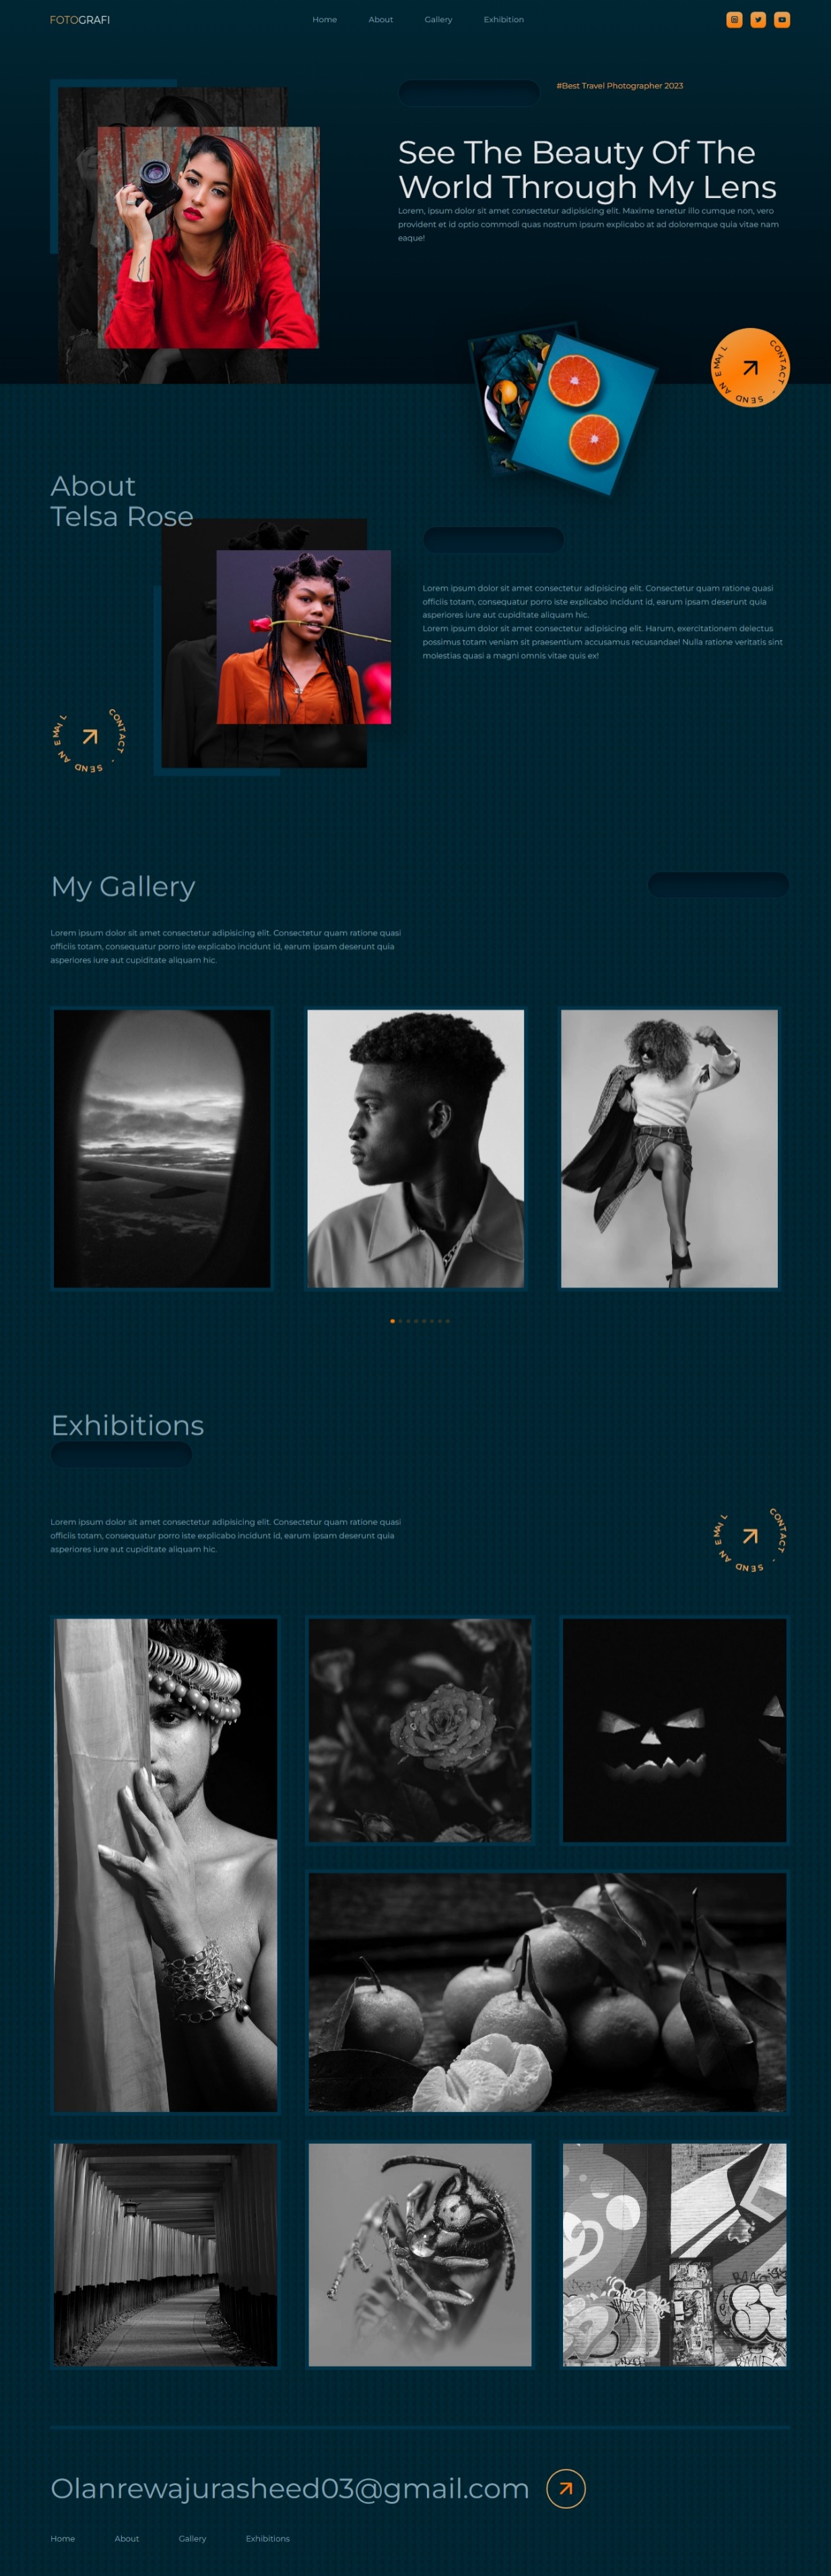 FOTOGRAFI
Home About Gallery Exhibition
#Best Travel Photographer 2023
See The Beauty Of The
World Through My Lens
Lorem, ipsum dolor sit amet consectetur adipisicing elit. Maxime tenetur illo cumque non, vero
provident et id optio commodi quas nostrum ipsum explicabo at ad doloremque quia vitae nam
eaque!
CONTACT - SEND AN EMAIL
About
Telsa Rose
Lorem ipsum dolor sit amet consectetur adipisicing elit. Consectetur quam ratione quasi
officiis totam, consequatur porro iste explicabo incidunt id, earum ipsam deserunt quia
asperiores iure aut cupiditate aliquam hic.
Lorem ipsum dolor sit amet consectetur adipisicing elit. Harum, exercitationem delectus
possimus totam veniam sit praesentium accusamus recusandae! Nulla ratione veritatis sint
molestias quasi a magni omnis vitae quis ex!
CONTACT - SEND AN EMAIL
My Gallery
Lorem ipsum dolor sit amet consectetur adipisicing elit. Consectetur quam ratione quasi
officiis totam, consequatur porro iste explicabo incidunt id, earum ipsam deserunt quia
asperiores iure aut cupiditate aliquam hic.
Exhibitions
Lorem ipsum dolor sit amet consectetur adipisicing elit. Consectetur quam ratione quasi
officiis totam, consequatur porro iste explicabo incidunt id, earum ipsam deserunt quia
asperiores iure aut cupiditate aliquam hic.
CONTACT - SEND AN EMAIL
Olanrewajurasheed03@gmail.com
Home About Gallery Exhibitions